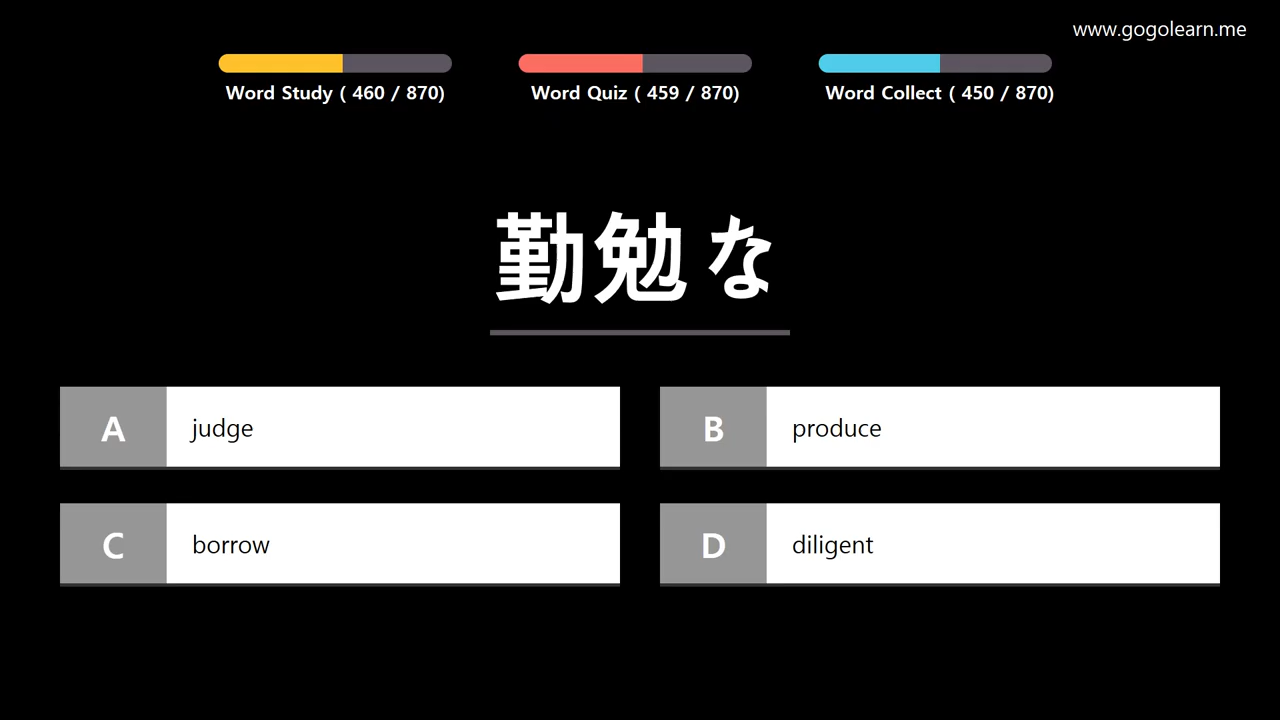 www.gogolearn.me
Word Study ( 460 / 870)
Word Quiz ( 459 / 870)
Word Collect ( 450 / 870)
勤勉な
A judge
B produce
C borrow
D diligent